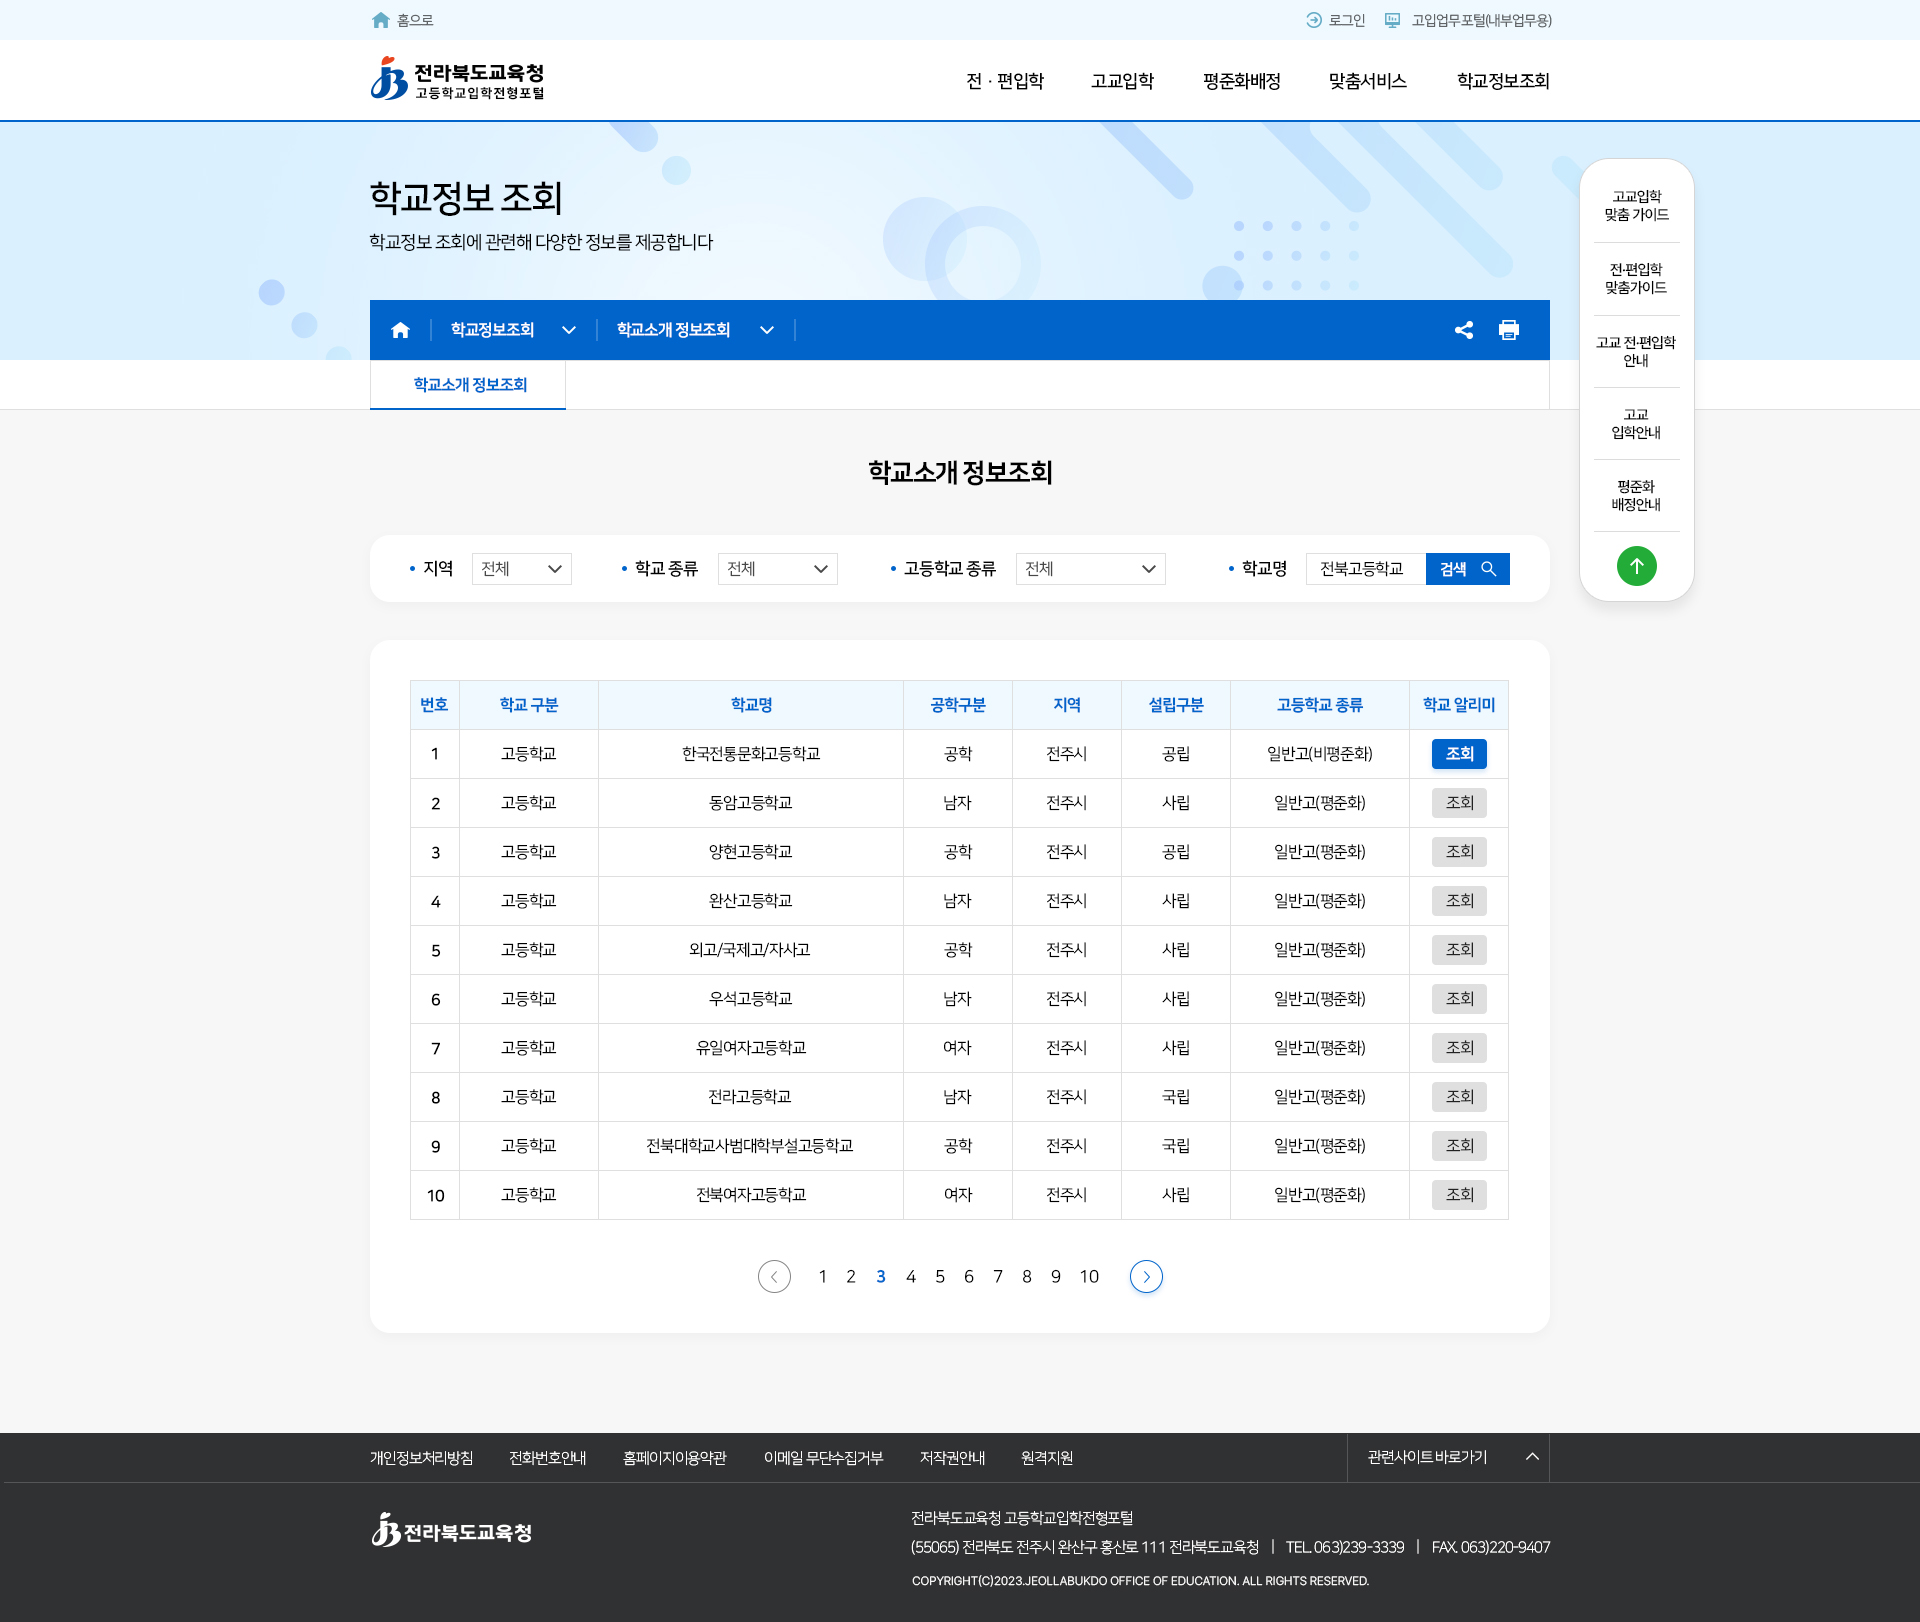 홈으로
로그인 고입업무포털(내부업무용)
전라북도교육청
고등학교입학전형포털
전·편입학 고교입학 평준화배정 맞춤서비스 학교정보조회
학교정보 조회
학교정보 조회에 관련해 다양한 정보를 제공합니다
학교정보조회 학교소개 정보조회
학교소개 정보조회
고교입학
맞춤 가이드
전·편입학
맞춤가이드
고교 전·편입학
안내
고교
입학안내
평준화
배정안내
학교소개 정보조회
지역 전체 학교 종류 전체 고등학교 종류 전체 학교명 전북고등학교 검색
번호 학교 구분 학교명 공학구분 지역 설립구분 고등학교 종류 학교 알리미
1 고등학교 한국전통문화고등학교 공학 전주시 공립 일반고(비평준화) 조회
2 고등학교 동암고등학교 남자 전주시 사립 일반고(평준화) 조회
3 고등학교 양현고등학교 공학 전주시 공립 일반고(평준화) 조회
4 고등학교 완산고등학교 남자 전주시 사립 일반고(평준화) 조회
5 고등학교 외고/국제고/자사고 공학 전주시 사립 일반고(평준화) 조회
6 고등학교 우석고등학교 남자 전주시 사립 일반고(평준화) 조회
7 고등학교 유일여자고등학교 여자 전주시 사립 일반고(평준화) 조회
8 고등학교 전라고등학교 남자 전주시 국립 일반고(평준화) 조회
9 고등학교 전북대학교사범대학부설고등학교 공학 전주시 국립 일반고(평준화) 조회
10 고등학교 전북여자고등학교 여자 전주시 사립 일반고(평준화) 조회
1 2 3 4 5 6 7 8 9 10
개인정보처리방침 전화번호안내 홈페이지이용약관 이메일 무단수집거부 저작권안내 원격지원 관련사이트바로가기
전라북도교육청
전라북도교육청 고등학교입학전형포털
(55065) 전라북도 전주시 완산구 홍산로 111 전라북도교육청 | TEL. 063)239-3339 | FAX. 063)220-9407
COPYRIGHT(C)2023.JEOLLABUKDO OFFICE OF EDUCATION. ALL RIGHTS RESERVED.